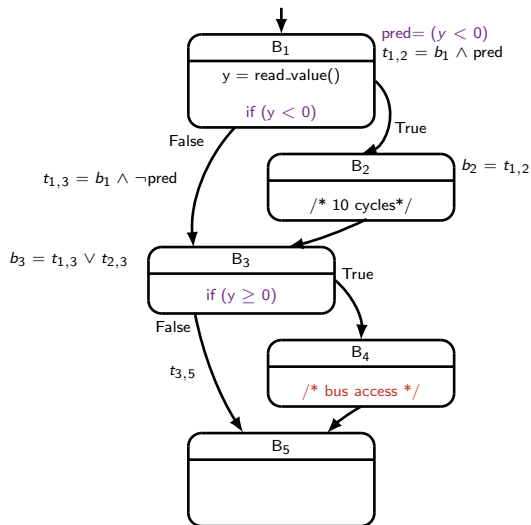 pred= (y < 0)
B1
t1,2 = b1 ∧ pred
y = read_value()
if (y < 0)
False
True
B2
b2 = t1,2
t1,3 = b1 ∧ ¬pred
/* 10 cycles*/
b3 = t1,3 ∨ t2,3
B3
True
if (y ≥ 0)
False
B4
t3,5
/* bus access */
B5